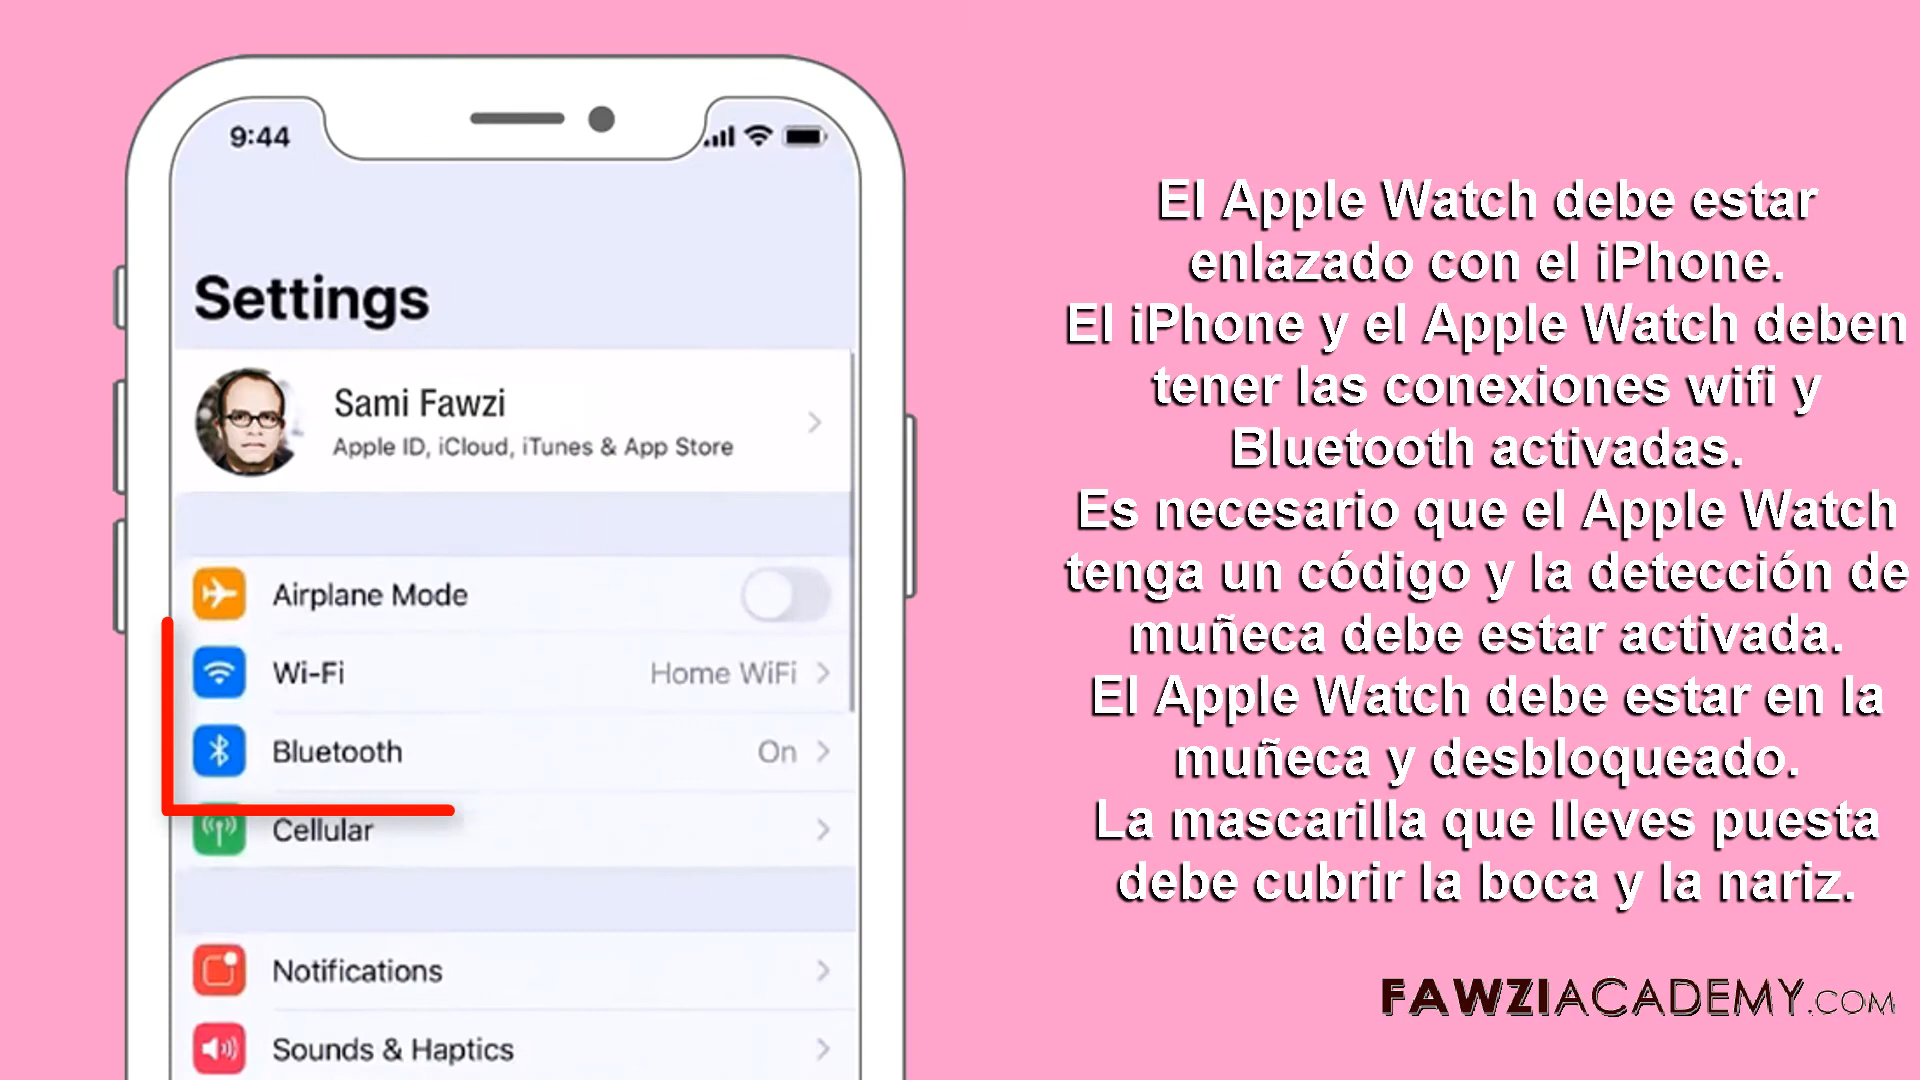 9:44
Settings
Sami Fawzi
Apple ID, iCloud, iTunes & App Store
Airplane Mode
Wi-Fi Home WiFi
Bluetooth On
Cellular
Notifications
Sounds & Haptics
El Apple Watch debe estar
enlazado con el iPhone.
El iPhone y el Apple Watch deben
tener las conexiones wifi y
Bluetooth activadas.
Es necesario que el Apple Watch
tenga un código y la detección de
muñeca debe estar activada.
El Apple Watch debe estar en la
muñeca y desbloqueado.
La mascarilla que lleves puesta
debe cubrir la boca y la nariz.
FAWZIACADEMY.COM